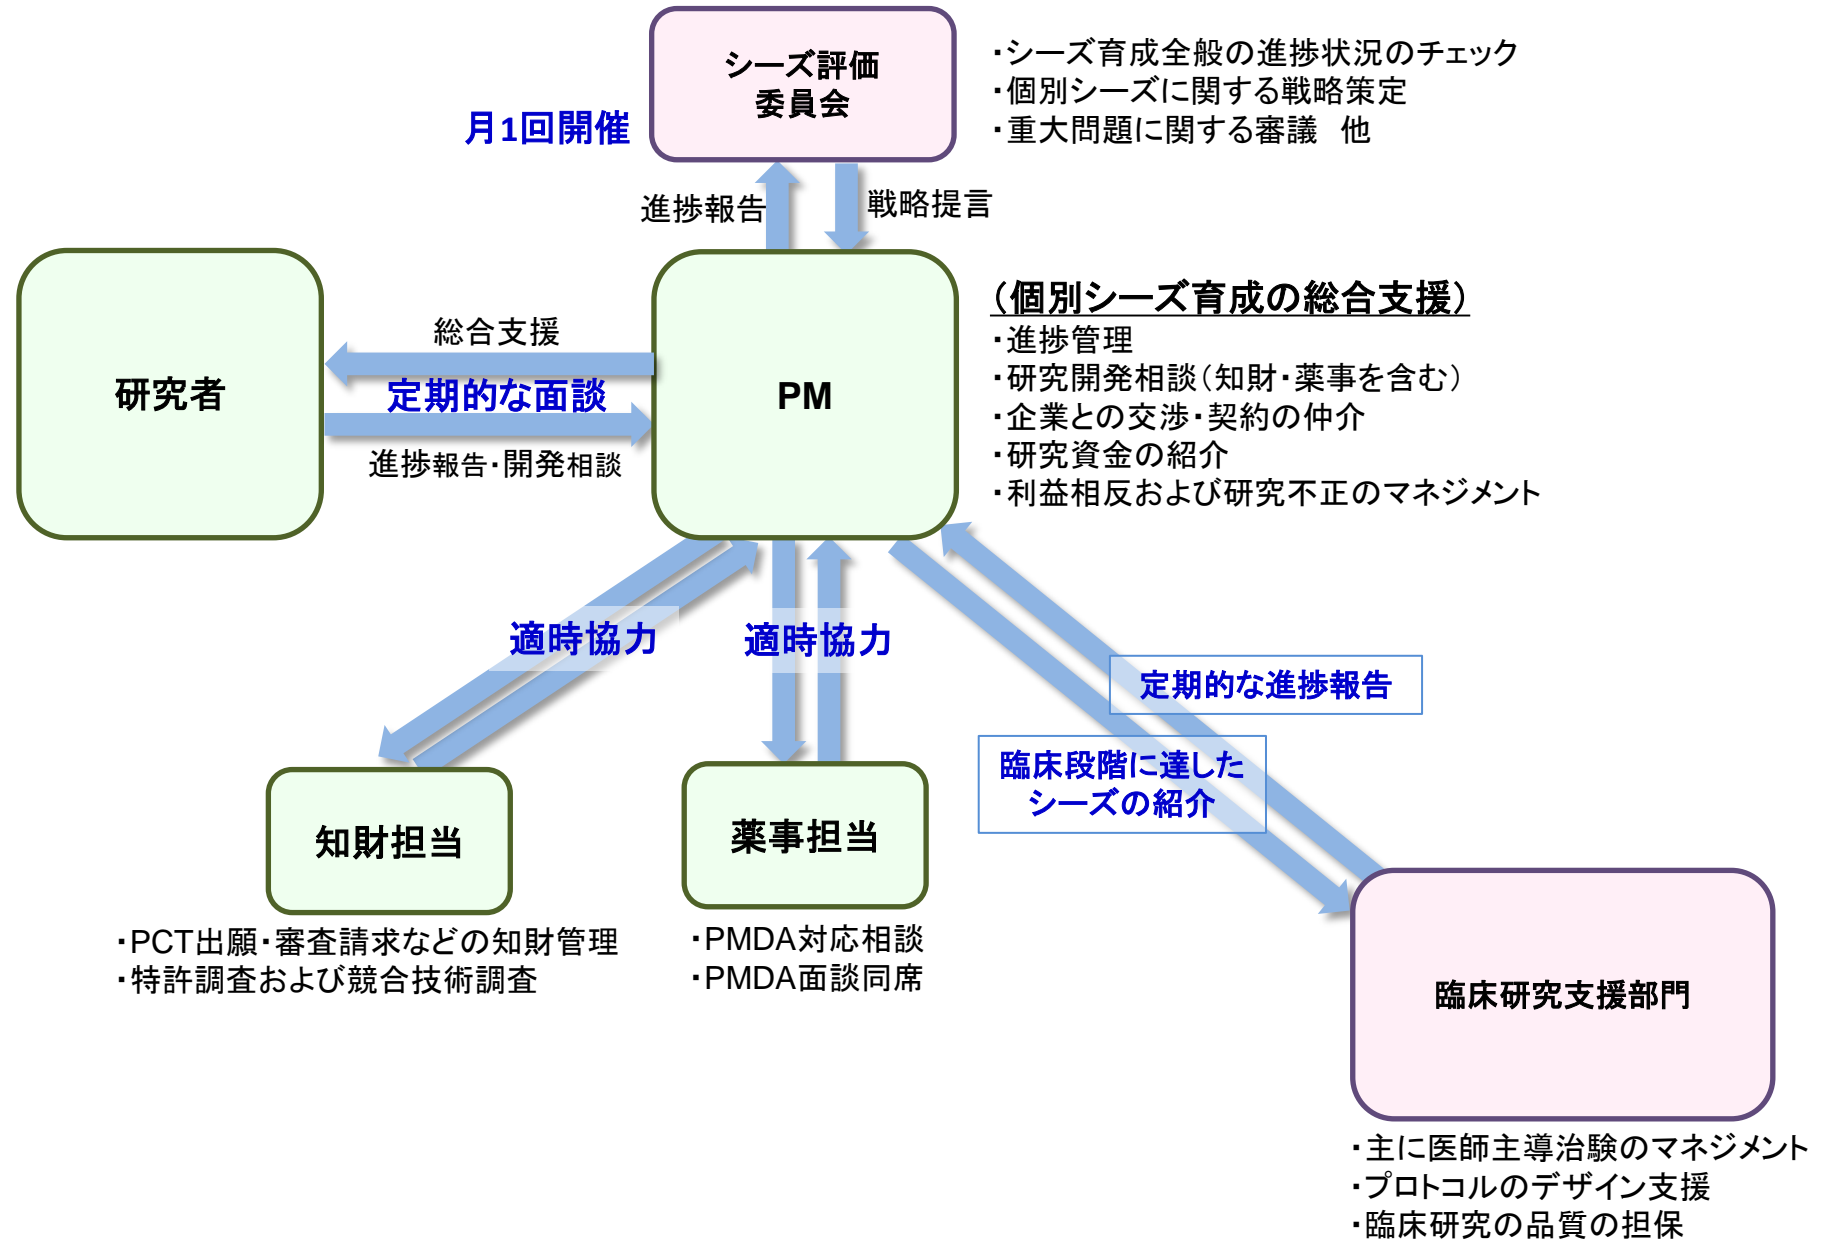 シーズ評価
委員会
・シーズ育成全般の進捗状況のチェック
・個別シーズに関する戦略策定
・重大問題に関する審議　他
月1回開催
進捗報告
戦略提言
研究者
総合支援
定期的な面談
進捗報告・開発相談
PM
（個別シーズ育成の総合支援）
・進捗管理
・研究開発相談（知財・薬事を含む）
・企業との交渉・契約の仲介
・研究資金の紹介
・利益相反および研究不正のマネジメント
適時協力
適時協力
定期的な進捗報告
臨床段階に達した
シーズの紹介
知財担当
・PCT出願・審査請求などの知財管理
・特許調査および競合技術調査
薬事担当
・PMDA対応相談
・PMDA面談同席
臨床研究支援部門
・主に医師主導治験のマネジメント
・プロトコルのデザイン支援
・臨床研究の品質の担保